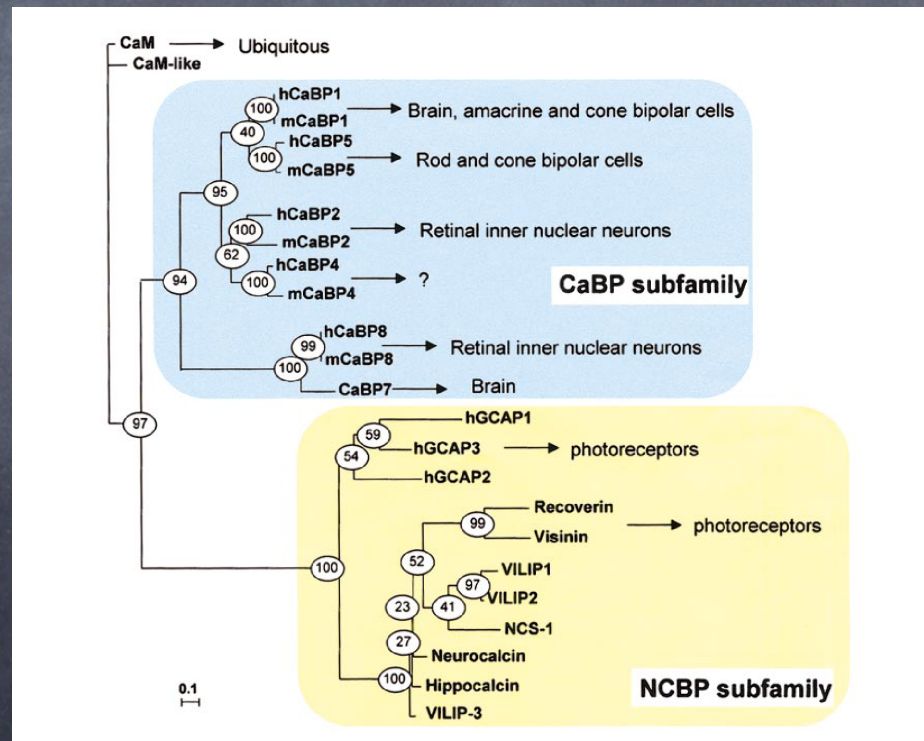 CaM
Ubiquitous
CaM-like
hCaBP1
100
mCaBP1
Brain, amacrine and cone bipolar cells
40
hCaBP5
100
mCaBP5
Rod and cone bipolar cells
95
hCaBP2
100
mCaBP2
Retinal inner nuclear neurons
62
hCaBP4
100
mCaBP4
?
94
CaBP subfamily
hCaBP8
99
mCaBP8
Retinal inner nuclear neurons
100
CaBP7
Brain
97
hGCAP1
59
hGCAP3
photoreceptors
54
hGCAP2
Recoverin
99
Visinin
photoreceptors
52
100
VILIP1
97
VILIP2
23
41
NCS-1
27
Neurocalcin
100
Hippocalcin
VILIP-3
NCBP subfamily
0.1